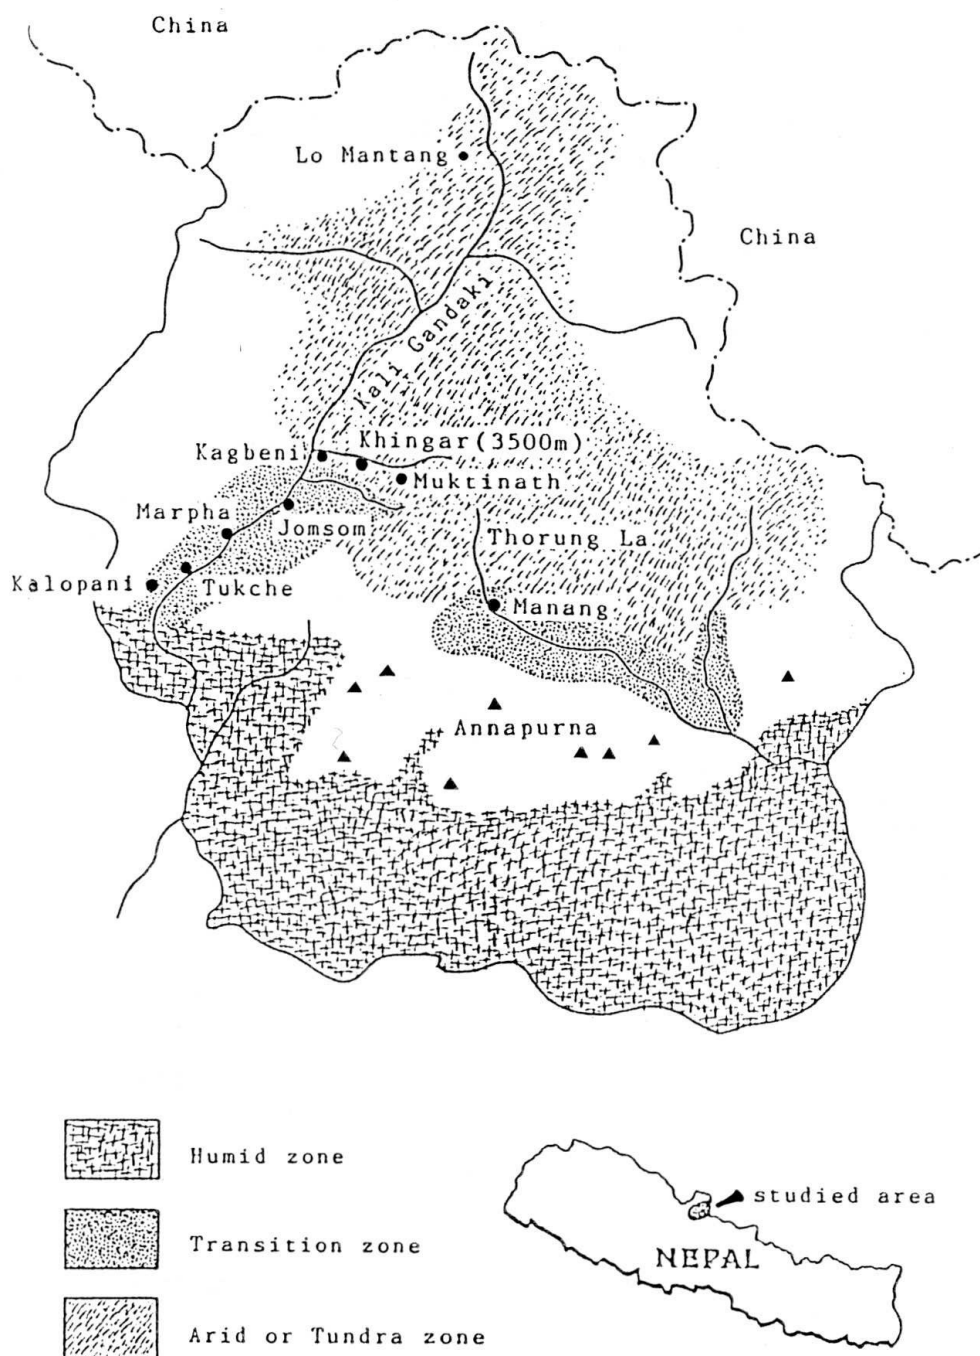 China
Lo Mantang
China
Kali Gandaki
Khingar(3500m)
Kagbeni
Muktinath
Marpha
Jomsom
Thorung La
Kalopani
Tukche
Manang
Annapurna
Humid zone
studied area
Transition zone
NEPAL
Arid or Tundra zone